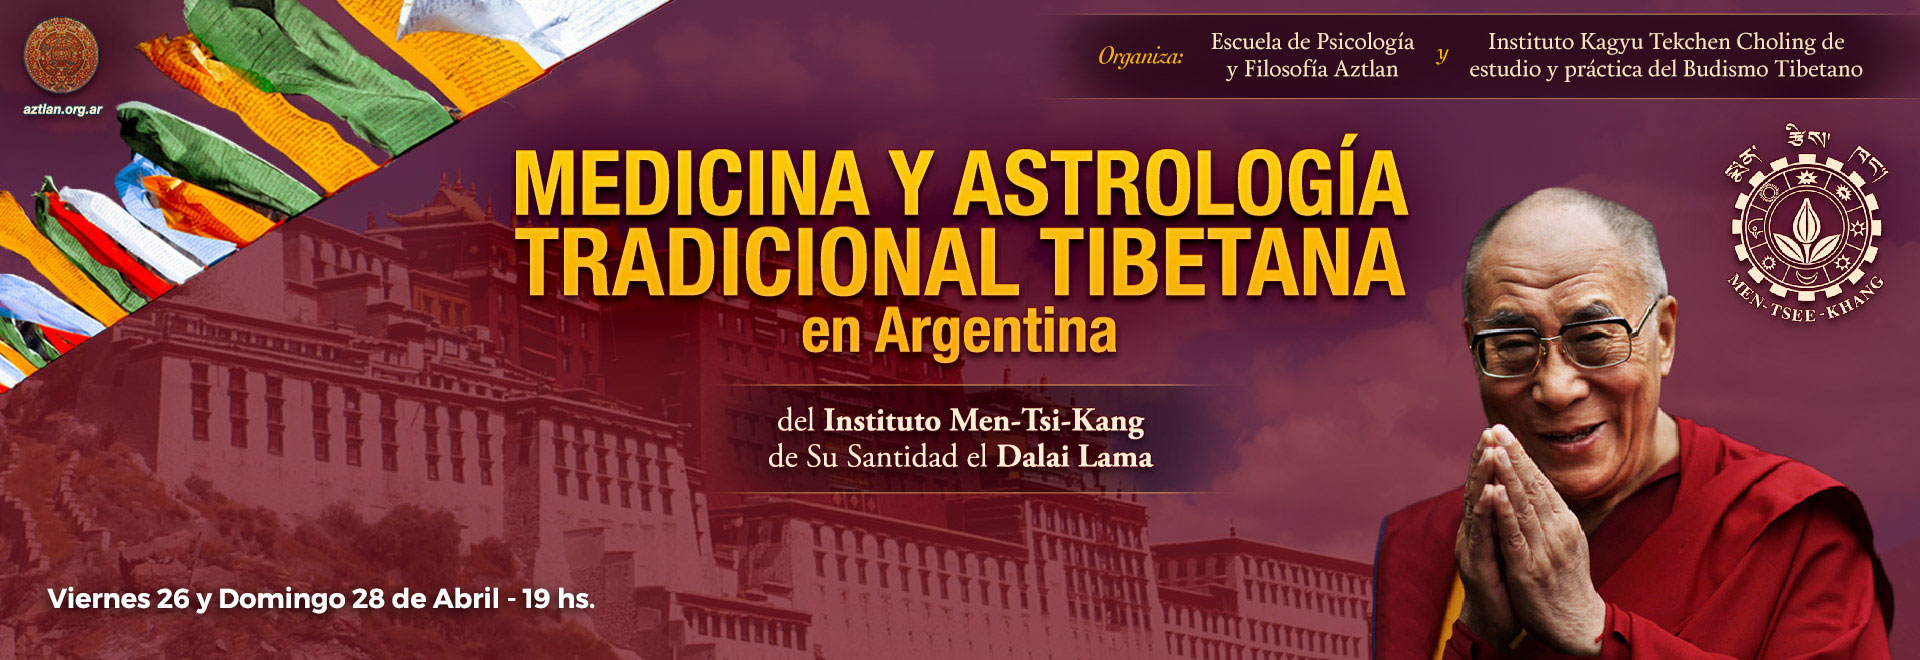 aztlan.org.ar
Organiza:
Escuela de Psicología
y Filosofía Aztlan
y
Instituto Kagyu Tekchen Choling de
estudio y práctica del Budismo Tibetano
MEDICINA Y ASTROLOGÍA
TRADICIONAL TIBETANA
en Argentina
del Instituto Men-Tsi-Kang
de Su Santidad el Dalai Lama
Viernes 26 y Domingo 28 de Abril - 19 hs.
སྨན་ རྩིས་ ཁང་
MEN-TSEE-KHANG